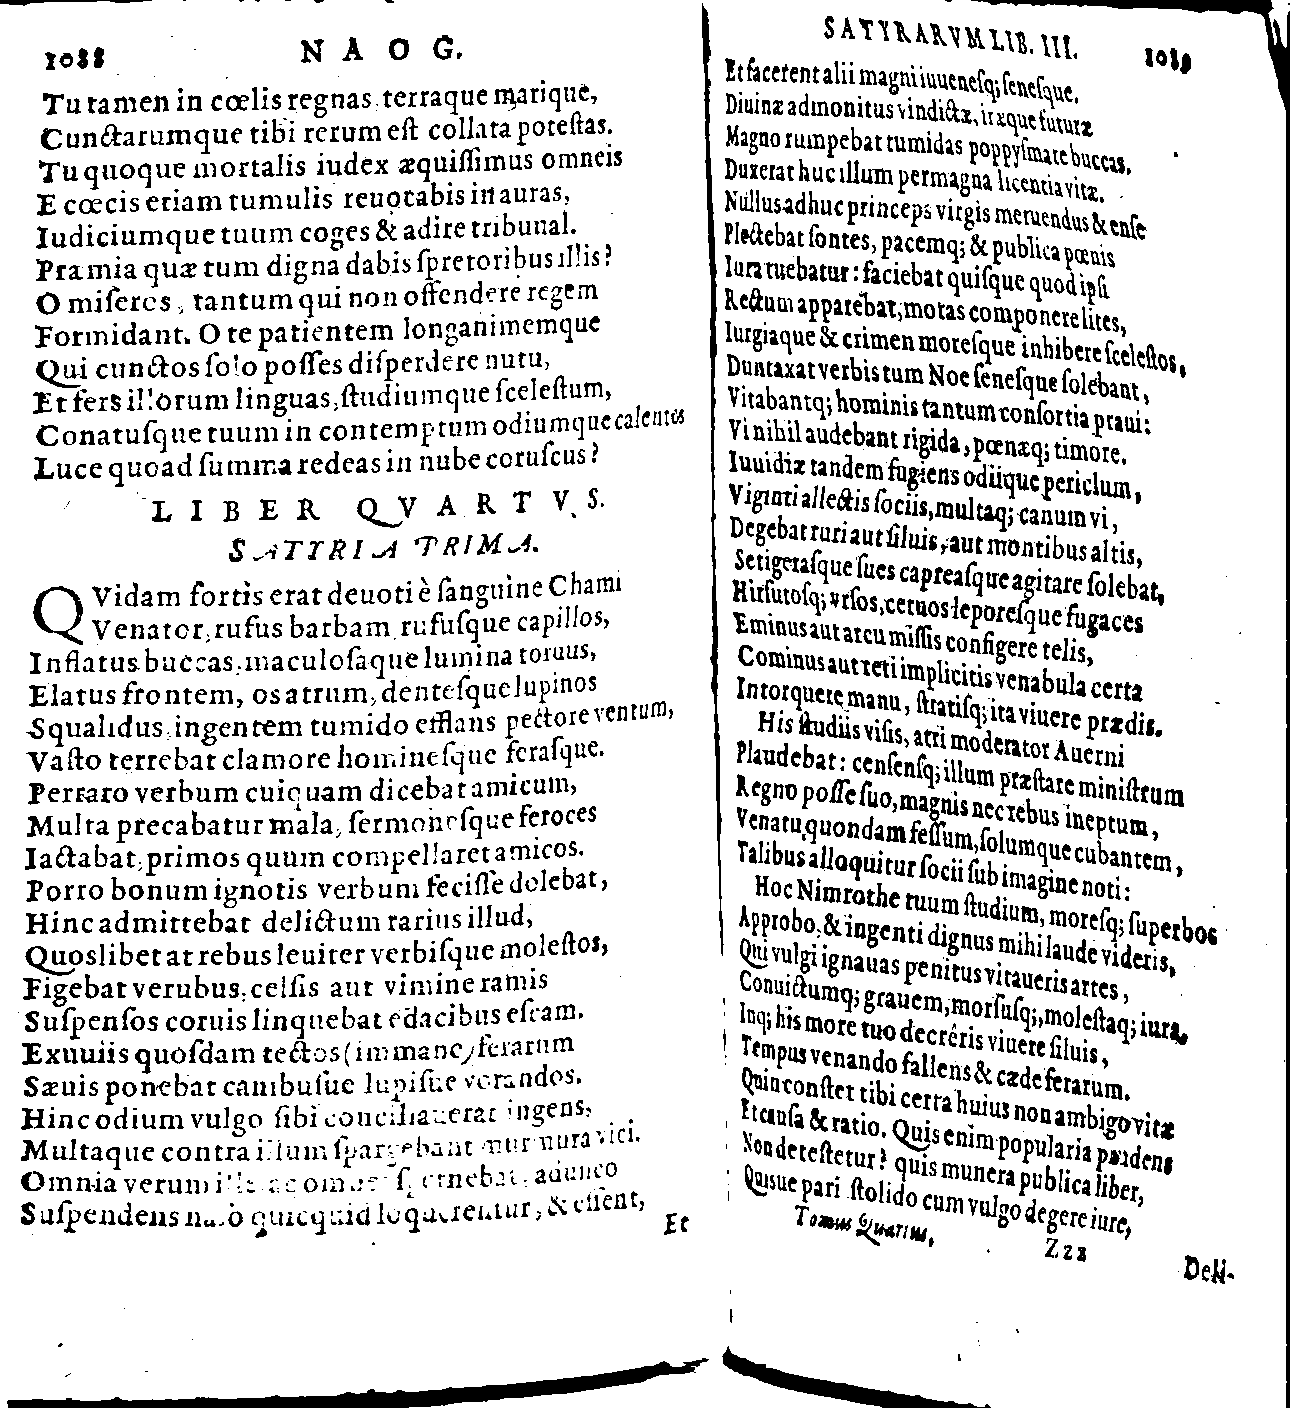 1088 NAOG.
Tu tamen in cœlis regnas, terraque marique,
Cunctarumque tibi rerum est collata potestas.
Tu quoque mortalis iudex æquissimus omneis
E cœcis etiam tumulis reuocabis in auras,
Iudiciumque tuum coges & adire tribunal.
Præmia quæ tum digna dabis spretoribus illis?
O miseros, tantum qui non offendere regem
Formidant. O te patientem longanimemque
Qui cunctos solo posses disperdere nutu,
Et fers illorum linguas, studiumque scelestum,
Conatusque tuum in contemptum odiumque calentes
Luce quoad summa redeas in nube coruscus?
LIBER QVARTVS.
SATYRA PRIMA.
QVidam fortis erat deuoti è sanguine Chami
Venator, rufus barbam, rufusque capillos,
Inflatus buccas, maculosaque lumina toruus,
Elatus frontem, os atrum, dentesque lupinos
Squalidus, ingentem tumido efflans pectore ventum,
Vasto terrebat clamore hominesque ferasque.
Perraro verbum cuiquam dicebat amicum,
Multa precabatur mala, sermonesque feroces
Iactabat, primos quum compellaret amicos.
Porro bonum ignotis verbum fecisse dolebat,
Hinc admittebat delictum rarius illud,
Quoslibet at rebus leuiter verbisque molestos,
Figebat verubus, celsis aut vimine ramis
Suspensos coruis linquebat edacibus escam.
Exuuiis quosdam tectos (immane) ferarum
Sæuis ponebat canibusue lupisue vorandos.
Hinc odium vulgo sibi conciliauerat ingens,
Multaque contra illum spargebant murmura vici.
Omnia verum ille ac omnes spernebat, adunco
Suspendens naso quicquid loquerentur, & essent,
Et
SATYRARVM LIB. III. 1089
Et facerent alii magni iuuenesq; senesque.
Diuinæ admonitus vindictæ, iræque futuræ
Magno rumpebat tumidas poppysmate buccas.
Duxerat huc illum permagna licentia vitæ.
Nullus adhuc princeps virgis metuendus & ense
Plectebat sontes, pacemq; & publica pœnis
Iura tuebatur: faciebat quisque quod ipsi
Rectum apparebat, motas componere lites,
Iurgiaque & crimen moresque inhibere scelestos,
Duntaxat verbis tum Noe senesque solebant,
Vitabantq; hominis tantum consortia praui:
Vi nihil audebant rigida, pœnæq; timore.
Inuidiæ tandem fugiens odiique periclum,
Viginti allectis sociis, multaq; canum vi,
Degebat ruri aut siluis, aut montibus altis,
Setigerasque sues capreasque agitare solebat,
Hirsutosq; vrsos, ceruos leporesque fugaces
Eminus aut arcu missis configere telis,
Cominus aut reti implicitis venabula certa
Intorquere manu, stratisq; ita viuere prædis.
His studiis visis, atri moderator Auerni
Plaudebat: censensq; illum præstare ministrum
Regno posse suo, magnis nec rebus ineptum,
Venatu quondam fessum, solumque cubantem,
Talibus alloquitur socii sub imagine noti:
Hoc Nimrothe tuum studium, moresq; superbos
Approbo, & ingenti dignus mihi laude videris,
Qui vulgi ignauas penitus vitaueris artes,
Conuictumq; grauem, morsusq;, molestaq; iura,
Inq; his more tuo decreris viuere siluis,
Tempus venando fallens & cæde ferarum.
Quin constet tibi certa huius non ambigo vitæ
Et causa & ratio. Quis enim popularia prudens
Non detestetur? quis munera publica liber,
Quisue pari stolido cum vulgo degere iure,
Tomus Quartus. Zzz
Deli-